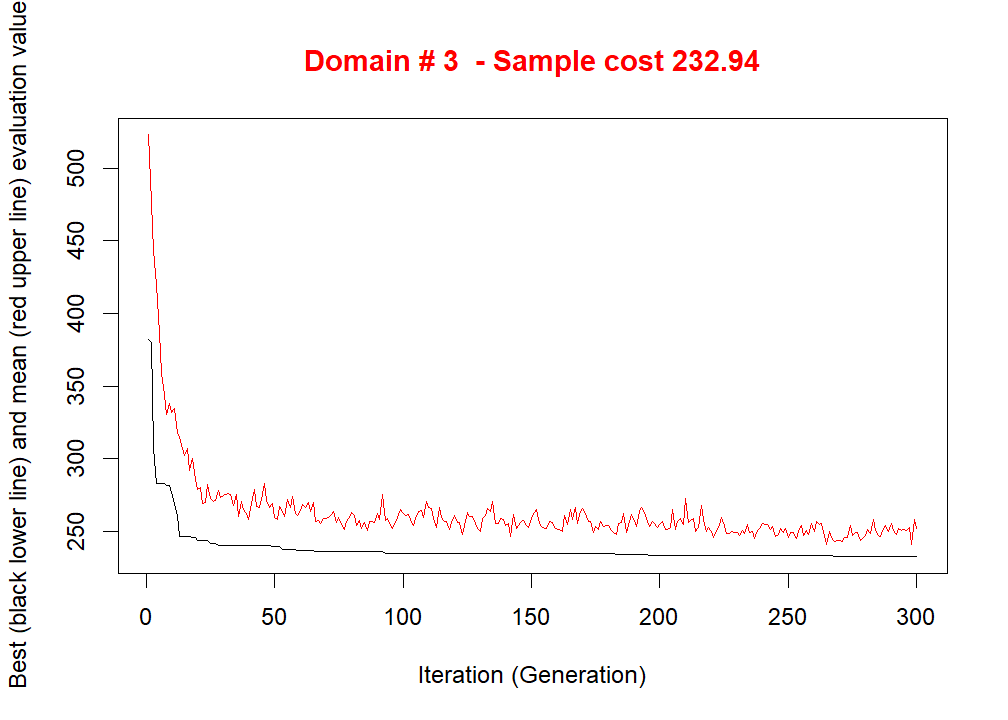 Domain # 3  - Sample cost 232.94
Best (black lower line) and mean (red upper line) evaluation value
500
450
400
350
300
250
0 50 100 150 200 250 300
Iteration (Generation)